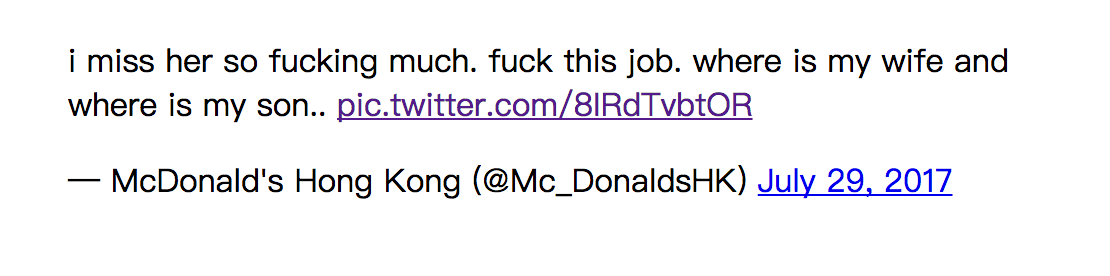 i miss her so fucking much. fuck this job. where is my wife and
where is my son.. pic.twitter.com/8lRdTvbtOR
— McDonald's Hong Kong (@Mc_DonaldsHK) July 29, 2017